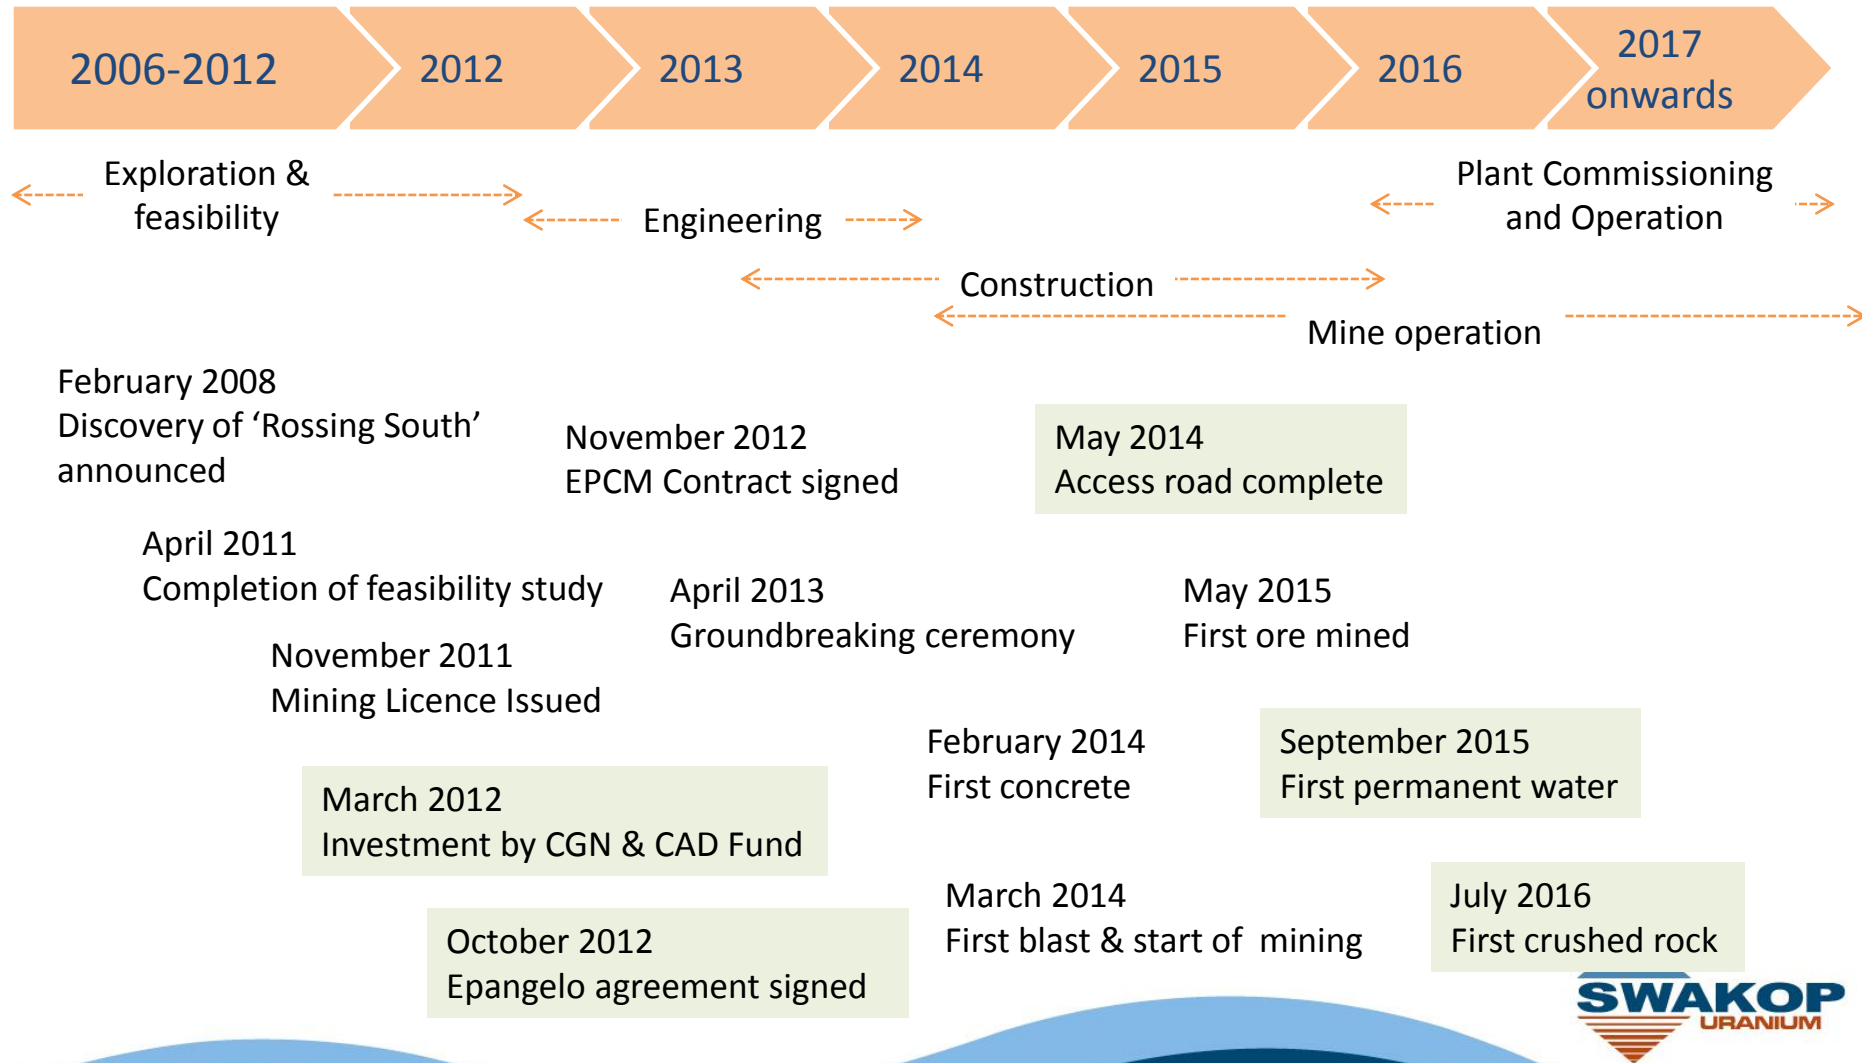 2006-2012
2012
2013
2014
2015
2016
2017
onwards
Exploration &
feasibility
Engineering
Plant Commissioning
and Operation
Construction
Mine operation
February 2008
Discovery of ‘Rossing South’
announced
November 2012
EPCM Contract signed
May 2014
Access road complete
April 2011
Completion of feasibility study
April 2013
Groundbreaking ceremony
May 2015
First ore mined
November 2011
Mining Licence Issued
February 2014
First concrete
September 2015
First permanent water
March 2012
Investment by CGN & CAD Fund
March 2014
First blast & start of mining
July 2016
First crushed rock
October 2012
Epangelo agreement signed
SWAKOP
URANIUM